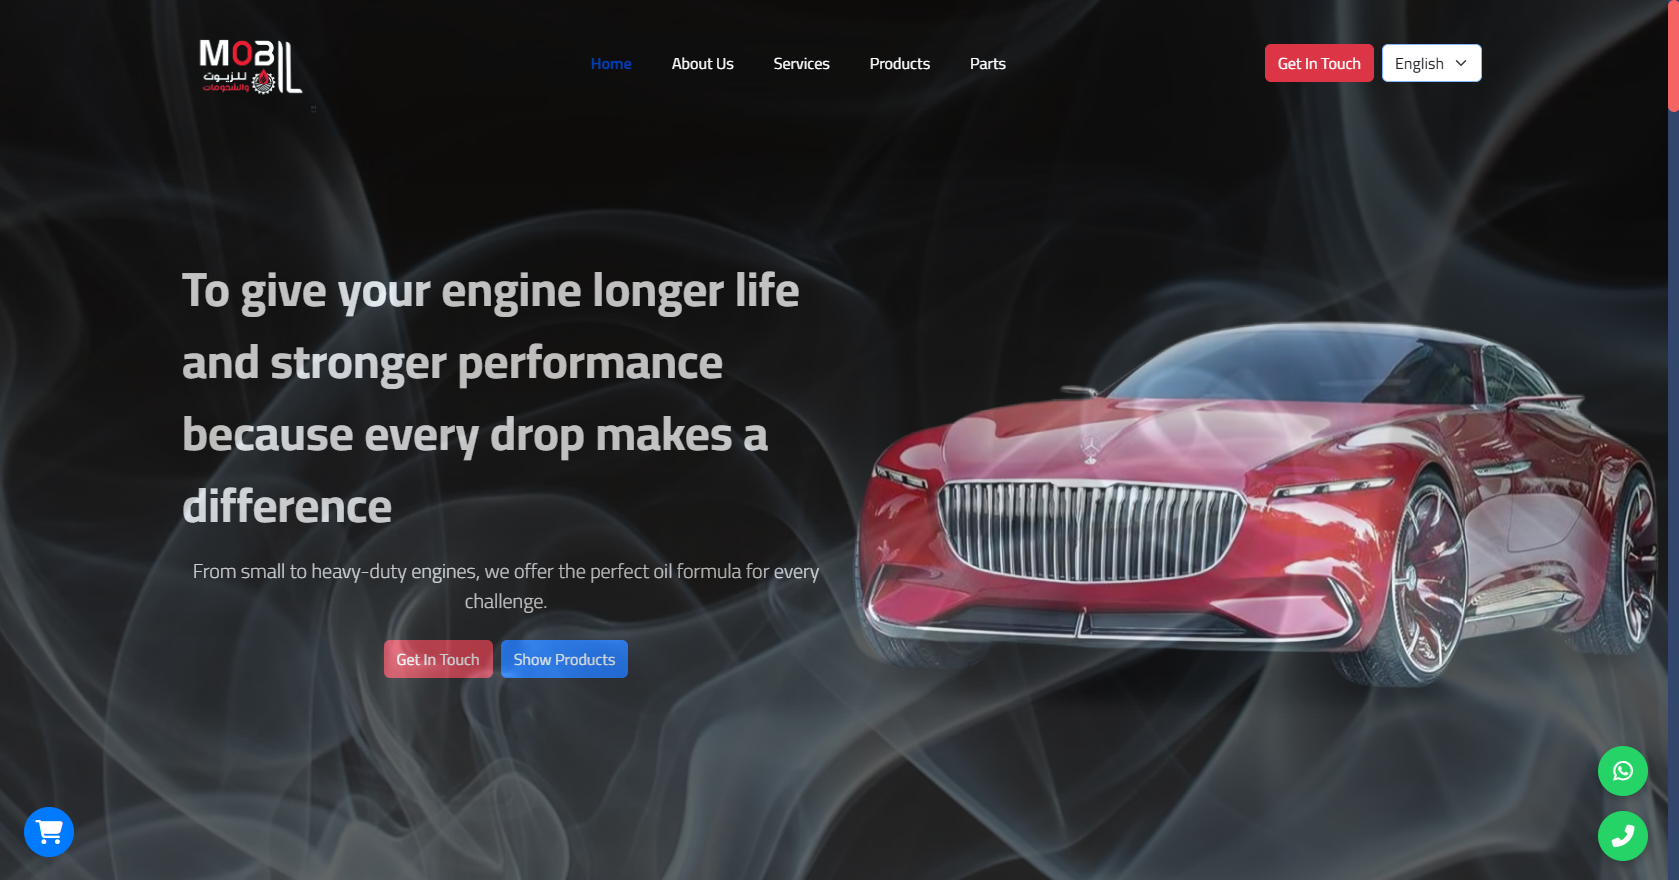 MOBIL
للزيوت
والشحومات
Home
About Us
Services
Products
Parts
Get In Touch
English
To give your engine longer life
and stronger performance
because every drop makes a
difference
From small to heavy-duty engines, we offer the perfect oil formula for every
challenge.
Get In Touch
Show Products